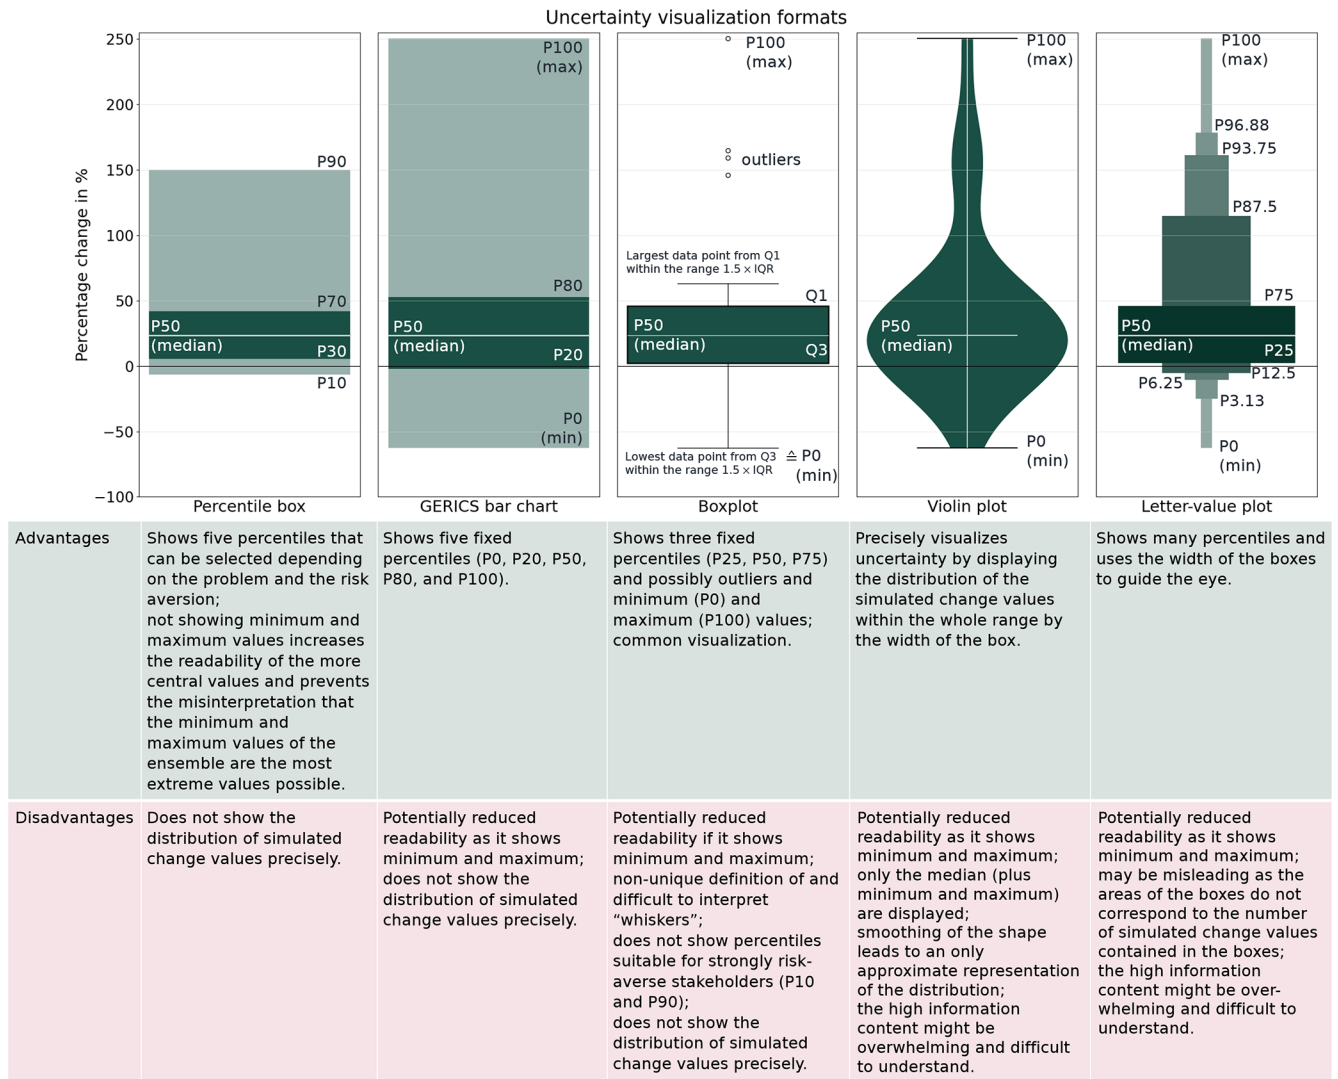 Uncertainty visualization formats
Percentage change in %
250
200
150
100
50
0
−50
−100
P90
P70
P50
(median)
P30
P10
Percentile box
P100
(max)
P80
P50
(median)
P20
P0
(min)
GERICS bar chart
P100
(max)
outliers
Largest data point from Q1
within the range 1.5 × IQR
Q1
P50
(median)
Q3
Lowest data point from Q3
within the range 1.5 × IQR
≙ P0
(min)
Boxplot
P100
(max)
P50
(median)
P0
(min)
Violin plot
P100
(max)
P96.88
P93.75
P87.5
P75
P50
(median)
P25
P12.5
P6.25
P3.13
P0
(min)
Letter-value plot
Advantages
Shows five percentiles that
can be selected depending
on the problem and the risk
aversion;
not showing minimum and
maximum values increases
the readability of the more
central values and prevents
the misinterpretation that
the minimum and
maximum values of the
ensemble are the most
extreme values possible.
Shows five fixed
percentiles (P0, P20, P50,
P80, and P100).
Shows three fixed
percentiles (P25, P50, P75)
and possibly outliers and
minimum (P0) and
maximum (P100) values;
common visualization.
Precisely visualizes
uncertainty by displaying
the distribution of the
simulated change values
within the whole range by
the width of the box.
Shows many percentiles and
uses the width of the boxes
to guide the eye.
Disadvantages
Does not show the
distribution of simulated
change values precisely.
Potentially reduced
readability as it shows
minimum and maximum;
does not show the
distribution of simulated
change values precisely.
Potentially reduced
readability if it shows
minimum and maximum;
non-unique definition of and
difficult to interpret
“whiskers”;
does not show percentiles
suitable for strongly risk-
averse stakeholders (P10
and P90);
does not show the
distribution of simulated
change values precisely.
Potentially reduced
readability as it shows
minimum and maximum;
only the median (plus
minimum and maximum)
are displayed;
smoothing of the shape
leads to an only
approximate representation
of the distribution;
the high information
content might be
overwhelming and difficult
to understand.
Potentially reduced
readability as it shows
minimum and maximum;
may be misleading as the
areas of the boxes do not
correspond to the number
of simulated change values
contained in the boxes;
the high information
content might be over-
whelming and difficult to
understand.